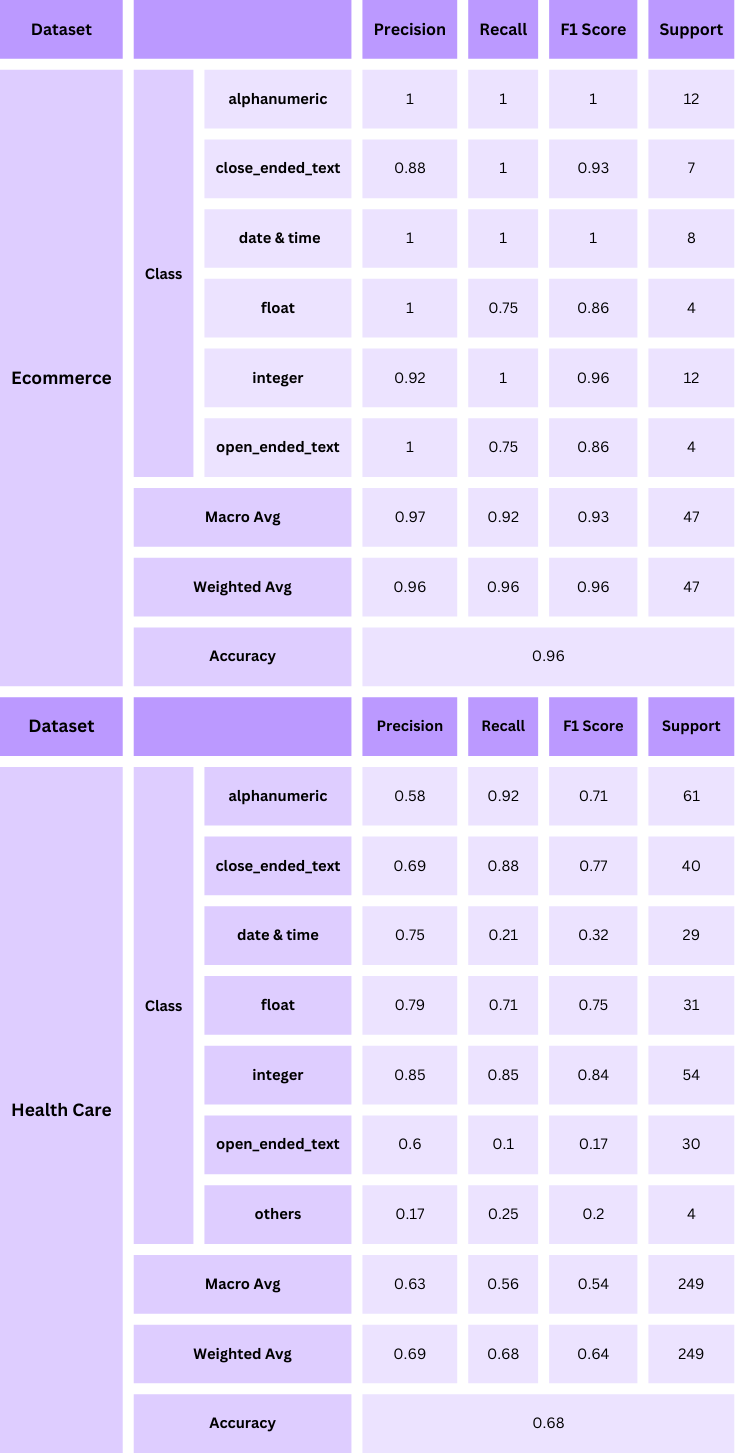 Dataset Precision Recall F1 Score Support
Ecommerce
Class
alphanumeric 1 1 1 12
close_ended_text 0.88 1 0.93 7
date & time 1 1 1 8
float 1 0.75 0.86 4
integer 0.92 1 0.96 12
open_ended_text 1 0.75 0.86 4
Macro Avg 0.97 0.92 0.93 47
Weighted Avg 0.96 0.96 0.96 47
Accuracy 0.96
Dataset Precision Recall F1 Score Support
Health Care
Class
alphanumeric 0.58 0.92 0.71 61
close_ended_text 0.69 0.88 0.77 40
date & time 0.75 0.21 0.32 29
float 0.79 0.71 0.75 31
integer 0.85 0.85 0.84 54
open_ended_text 0.6 0.1 0.17 30
others 0.17 0.25 0.2 4
Macro Avg 0.63 0.56 0.54 249
Weighted Avg 0.69 0.68 0.64 249
Accuracy 0.68